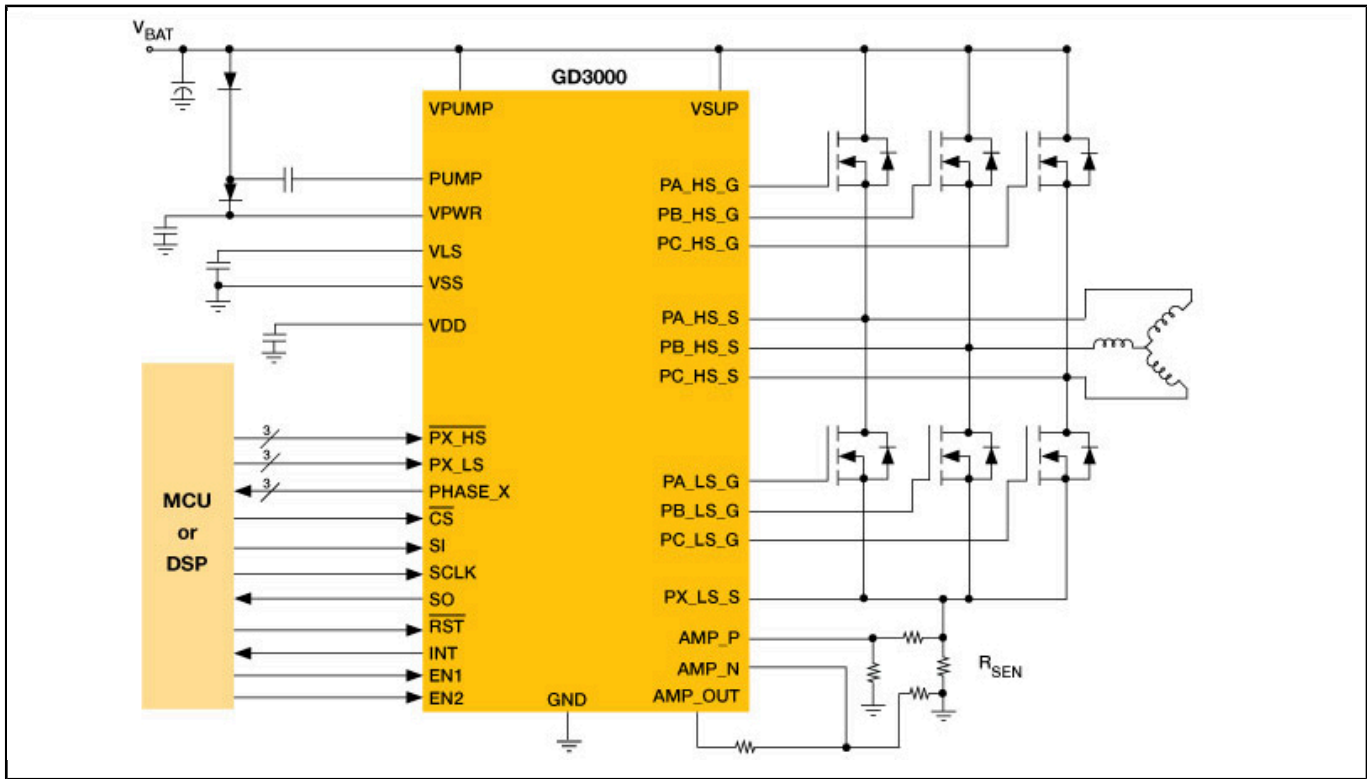 VBAT
GD3000
VPUMP
VSUP
PUMP
VPWR
VLS
VSS
VDD
PA_HS_G
PB_HS_G
PC_HS_G
PA_HS_S
PB_HS_S
PC_HS_S
MCU
or
DSP
3
3
3
PX_HS
PX_LS
PHASE_X
CS
SI
SCLK
SO
RST
INT
EN1
EN2
GND
PA_LS_G
PB_LS_G
PC_LS_G
PX_LS_S
AMP_P
AMP_N
AMP_OUT
RSEN